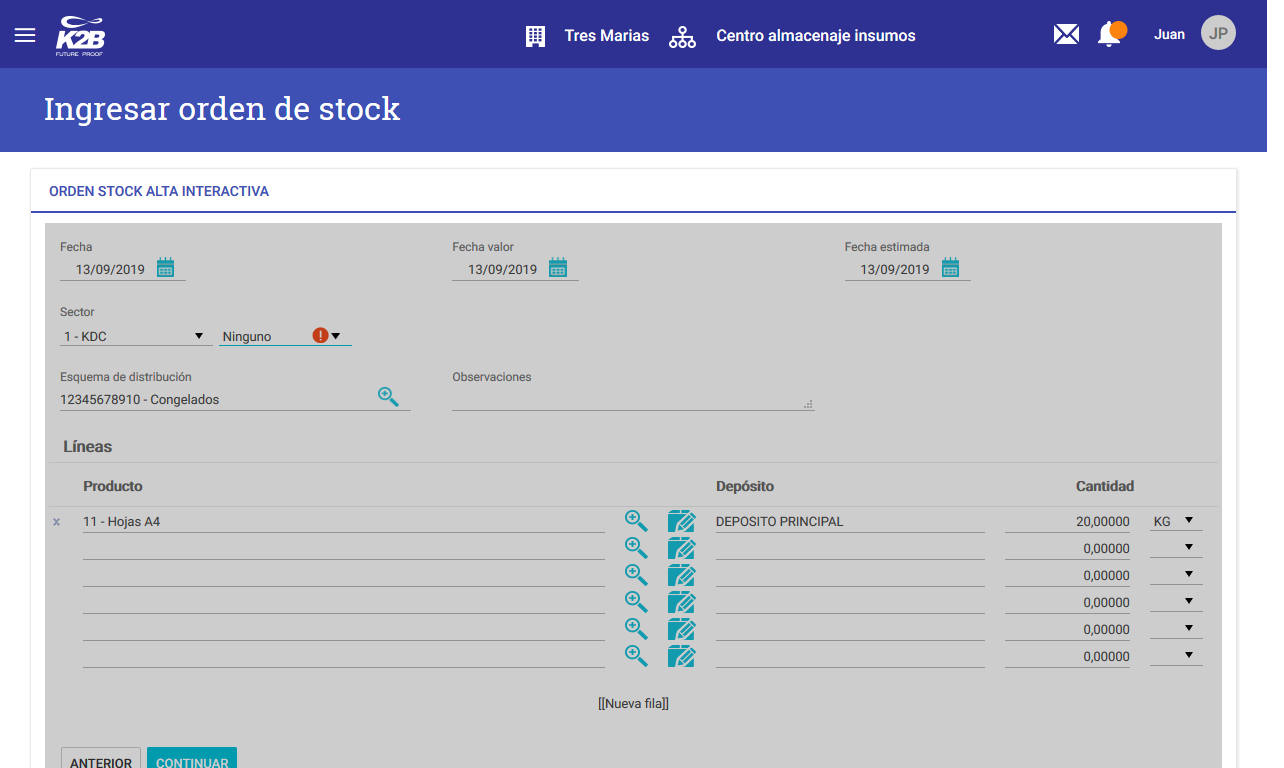 K2B
FUTURE PROOF
Tres Marias
Centro almacenaje insumos
Juan
JP
Ingresar orden de stock
ORDEN STOCK ALTA INTERACTIVA
Fecha Fecha valor Fecha estimada
13/09/2019 13/09/2019 13/09/2019
Sector
1 - KDC Ninguno !
Esquema de distribución Observaciones
12345678910 - Congelados
Líneas
Producto Depósito Cantidad
x 11 - Hojas A4 DEPOSITO PRINCIPAL 20,00000 KG
0,00000
0,00000
0,00000
0,00000
0,00000
[[Nueva fila]]
ANTERIOR CONTINUAR